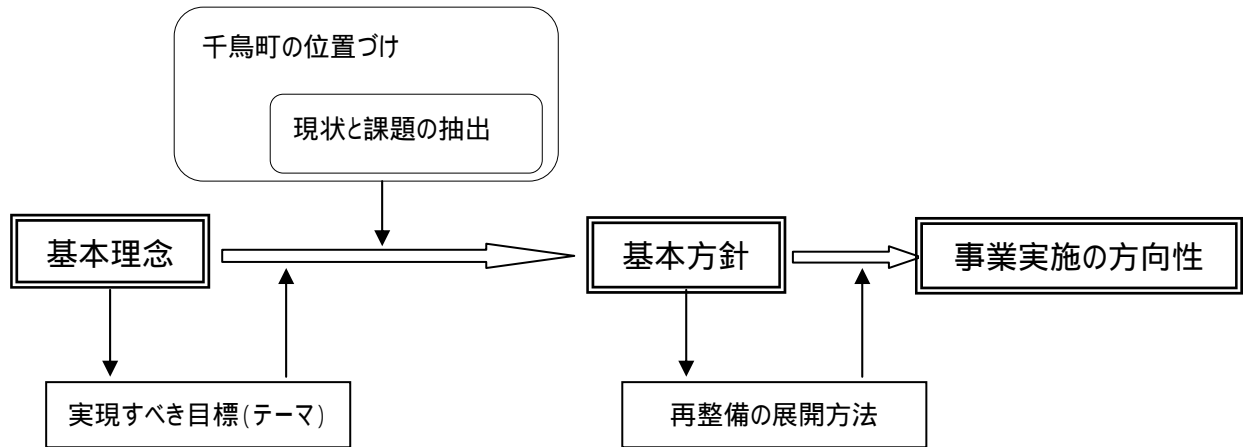 千鳥町の位置づけ
現状と課題の抽出
基本理念
基本方針
事業実施の方向性
実現すべき目標(テーマ)
再整備の展開方法